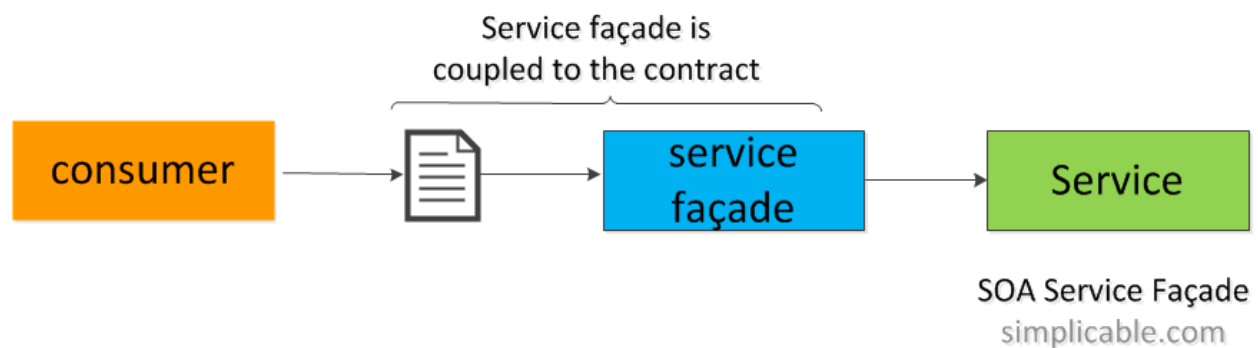 Service façade is
coupled to the contract
consumer
service
façade
Service
SOA Service Façade
simplicable.com